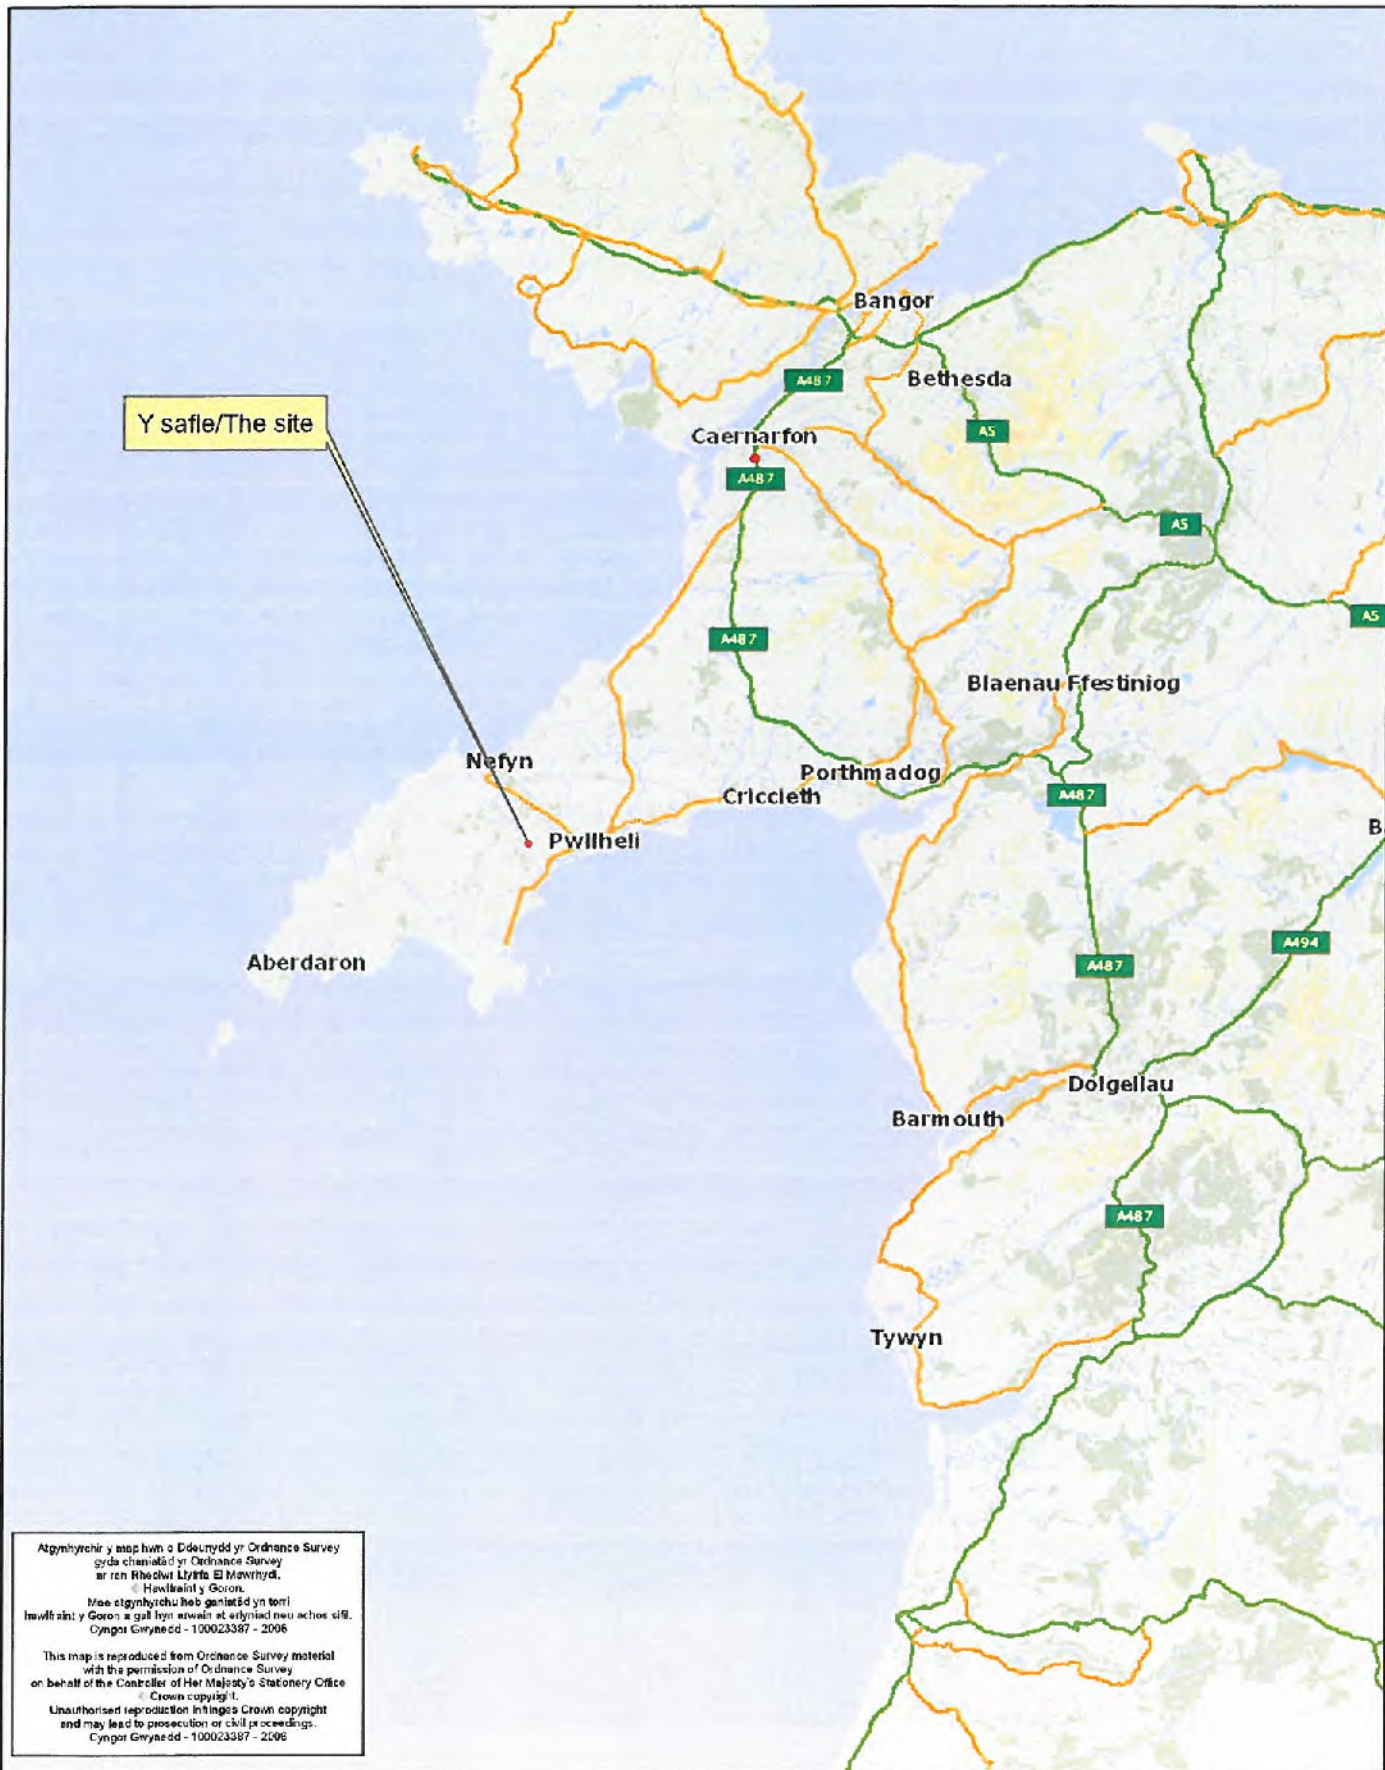 Bangor
A487
Bethesda
Y safle/The site
Caernarfon
A5
A487
A5
A5
A487
Blaenau Ffestiniog
Nefyn
Porthmadog
Criccieth
A487
B
Pwllheli
A494
Aberdaron
A487
Dolgellau
Barmouth
A487
Tywyn
Atgynhyrchir y map hwn o Ddeunydd yr Ordnance Survey
gyda chaniatâd yr Ordnance Survey
ar ran Rheolwr Llyfrfa Ei Mawrhydi.
© Hawlfraint y Goron.
Mae atgynhyrchu heb ganiatâd yn torri
hawlfraint y Goron a gall hyn arwain at erlyniad neu achos sifil.
Cyngor Gwynedd - 100023387 - 2006
This map is reproduced from Ordnance Survey material
with the permission of Ordnance Survey
on behalf of the Controller of Her Majesty's Stationery Office
© Crown copyright.
Unauthorised reproduction infringes Crown copyright
and may lead to prosecution or civil proceedings.
Cyngor Gwynedd - 100023387 - 2006